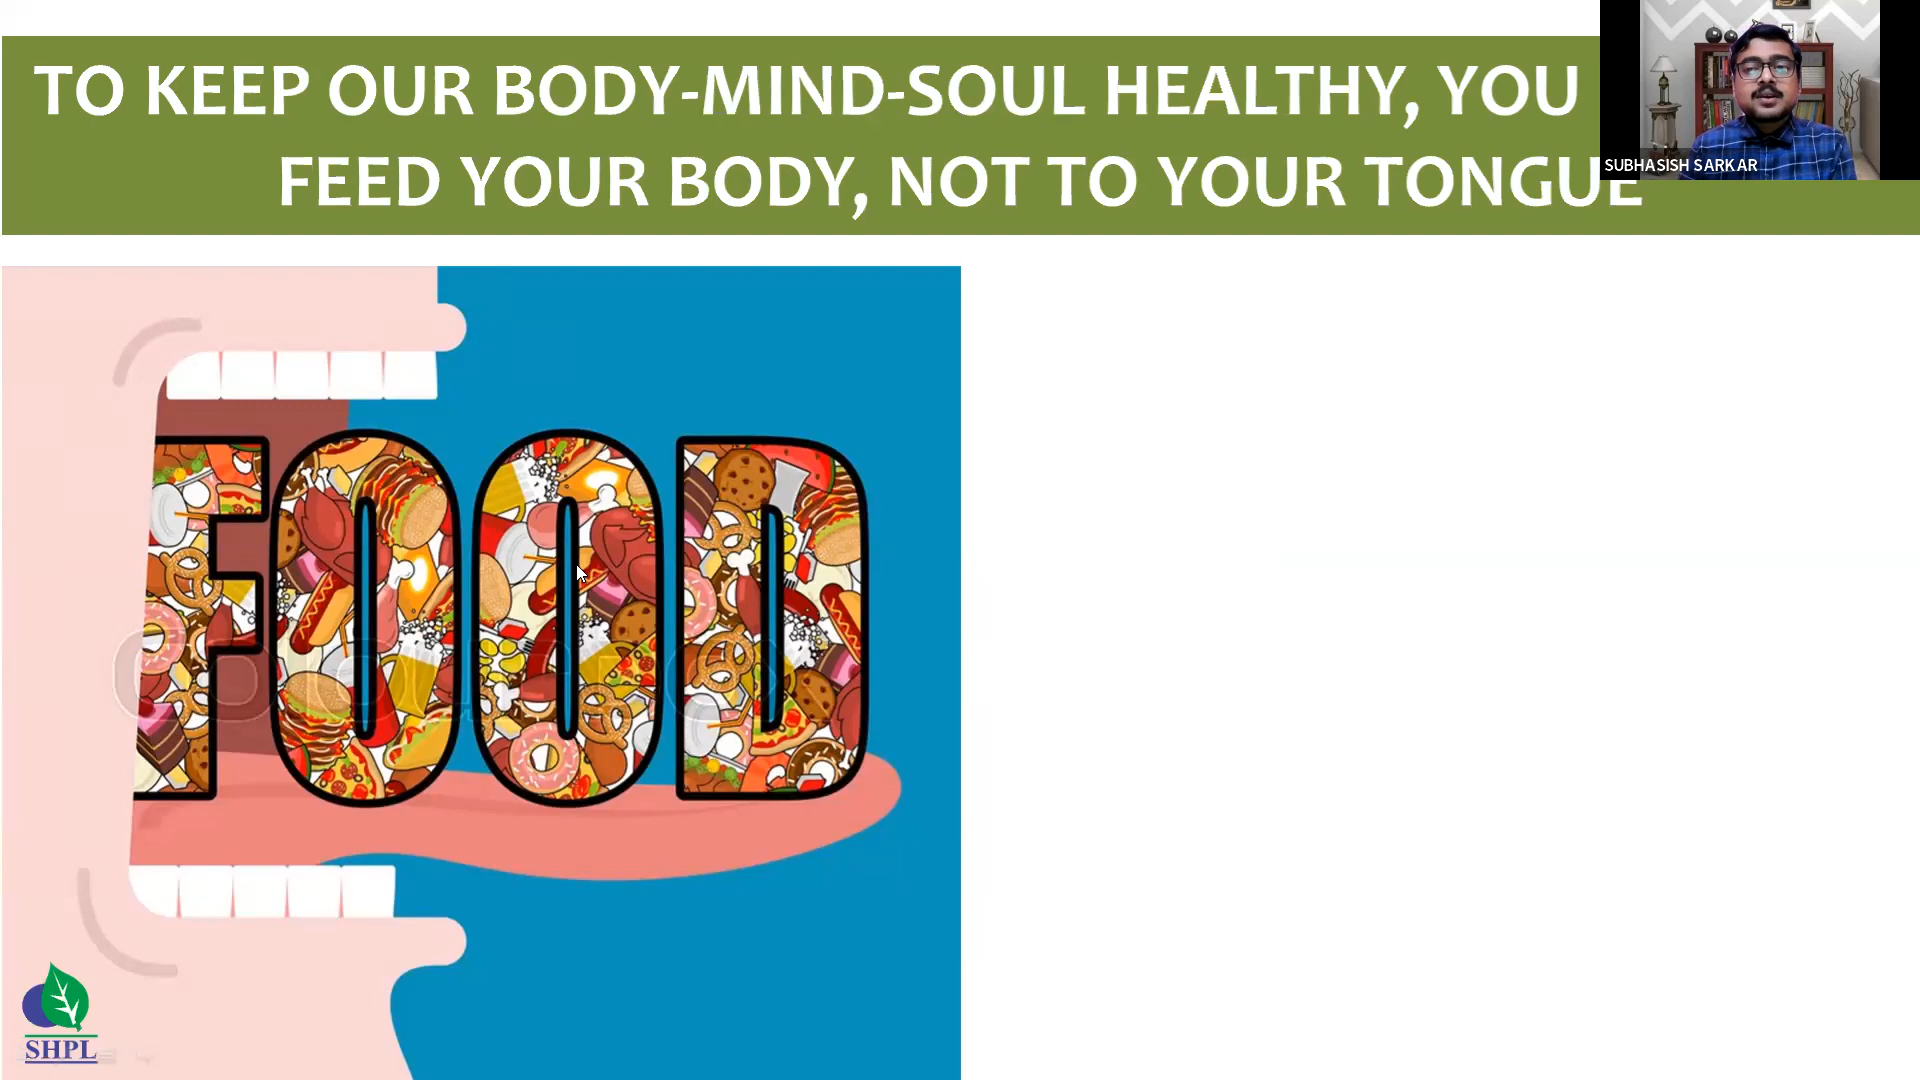 TO KEEP OUR BODY-MIND-SOUL HEALTHY, YOU
FEED YOUR BODY, NOT TO YOUR TONGUE
SUBHASISH SARKAR
FOOD
SHPL